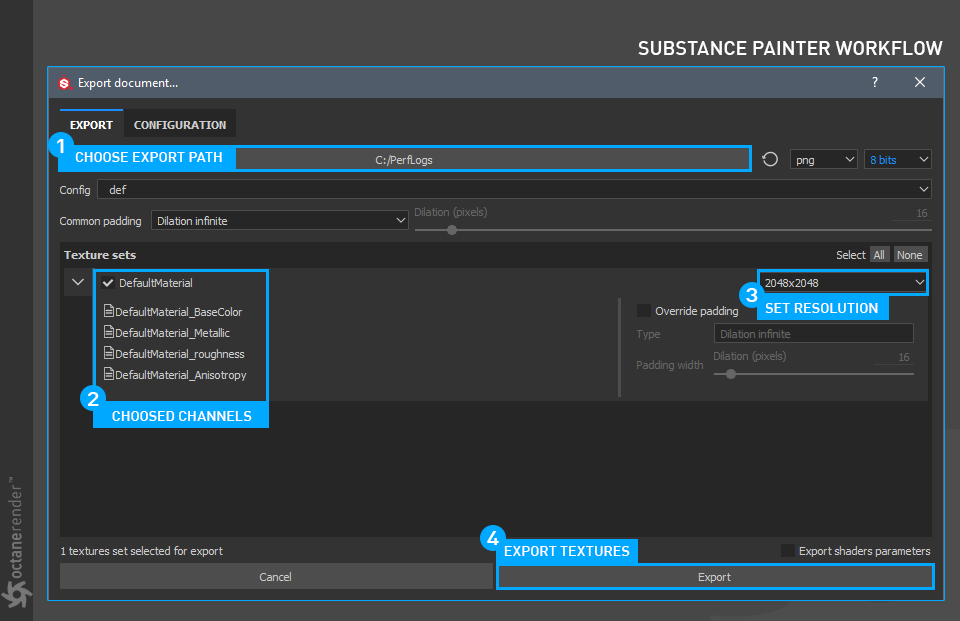 SUBSTANCE PAINTER WORKFLOW
Export document...
EXPORT CONFIGURATION
1 CHOOSE EXPORT PATH C:/PerfLogs png 8 bits
Config def
Common padding Dilation infinite Dilation (pixels) 16
Texture sets Select All None
DefaultMaterial 2048x2048
3 SET RESOLUTION
DefaultMaterial_BaseColor Override padding
DefaultMaterial_Metallic Type Dilation infinite
DefaultMaterial_roughness Padding width Dilation (pixels) 16
DefaultMaterial_Anisotropy
2 CHOOSED CHANNELS
4 EXPORT TEXTURES
1 textures set selected for export Export shaders parameters
Cancel Export
octanerender™